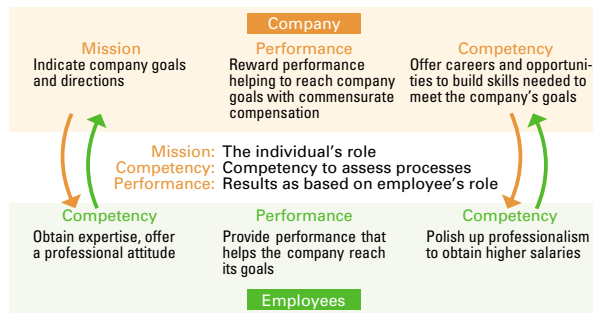 Company
Mission
Indicate company goals
and directions
Performance
Reward performance
helping to reach company
goals with commensurate
compensation
Competency
Offer careers and opportuni-
ties to build skills needed to
meet the company's goals
Mission: The individual's role
Competency: Competency to assess processes
Performance: Results as based on employee's role
Competency
Obtain expertise, offer
a professional attitude
Performance
Provide performance that
helps the company reach
its goals
Competency
Polish up professionalism
to obtain higher salaries
Employees